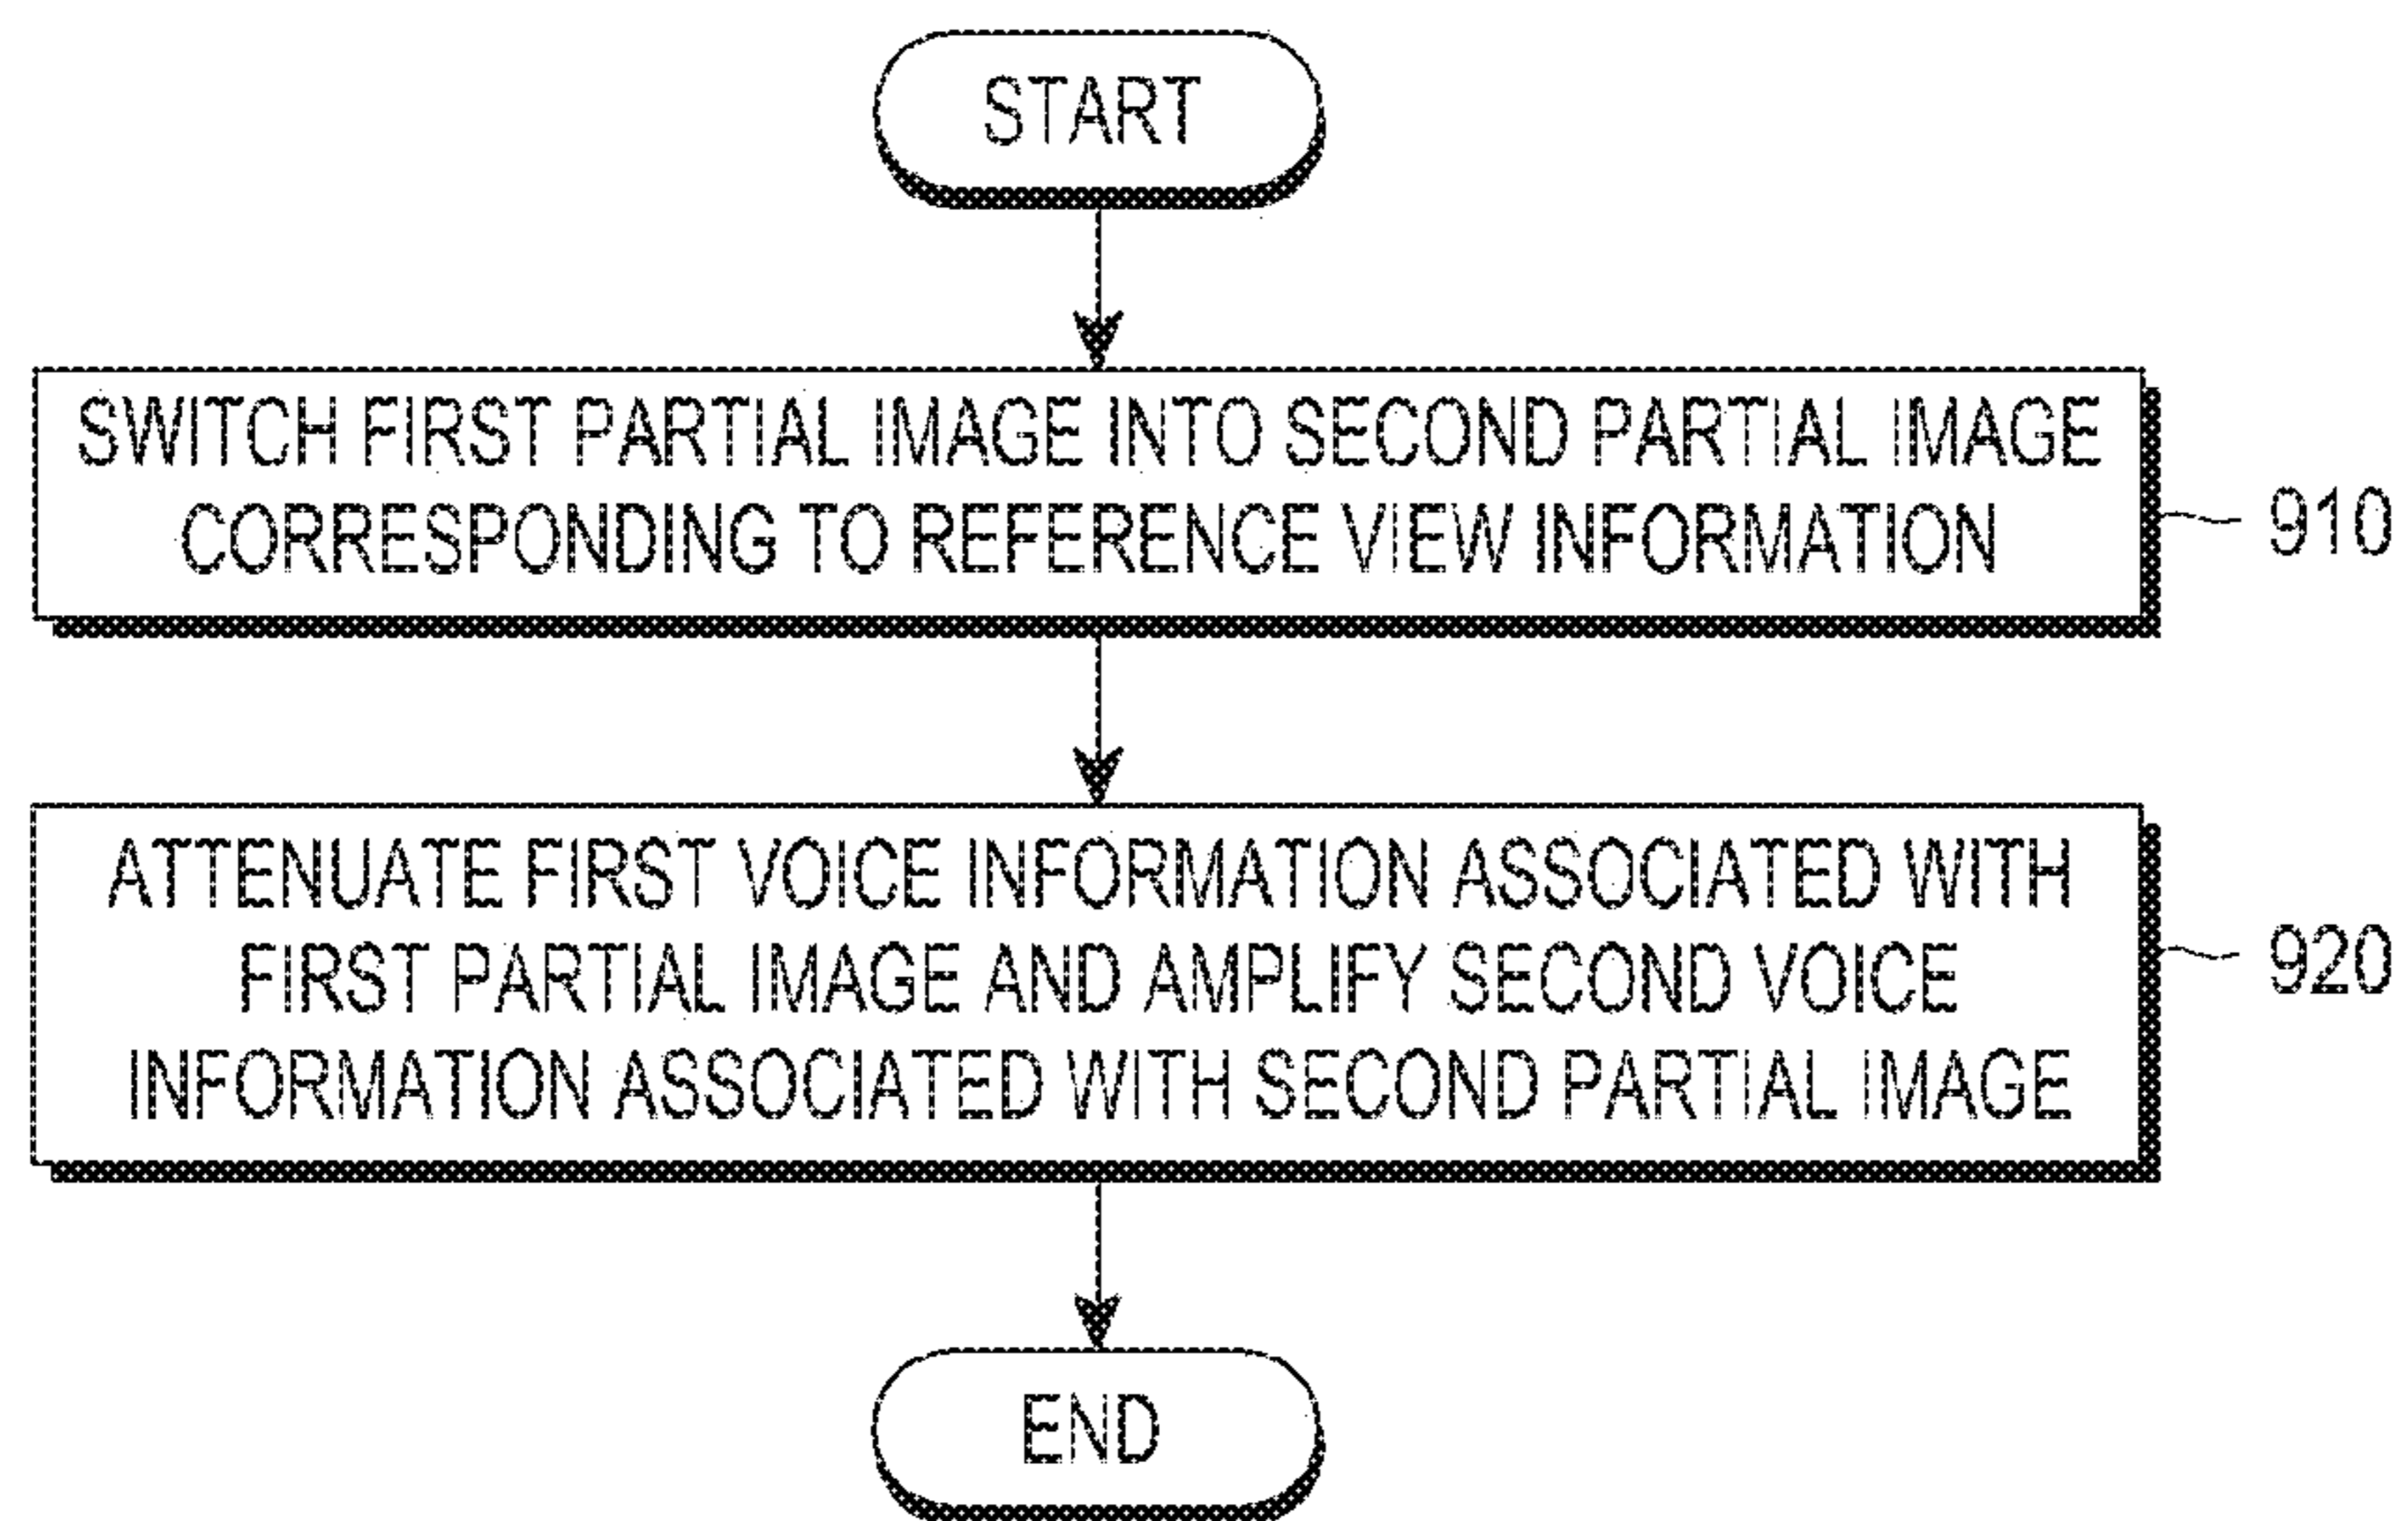 START
SWITCH FIRST PARTIAL IMAGE INTO SECOND PARTIAL IMAGE
CORRESPONDING TO REFERENCE VIEW INFORMATION
910
ATTENUATE FIRST VOICE INFORMATION ASSOCIATED WITH
FIRST PARTIAL IMAGE AND AMPLIFY SECOND VOICE
INFORMATION ASSOCIATED WITH SECOND PARTIAL IMAGE
920
END